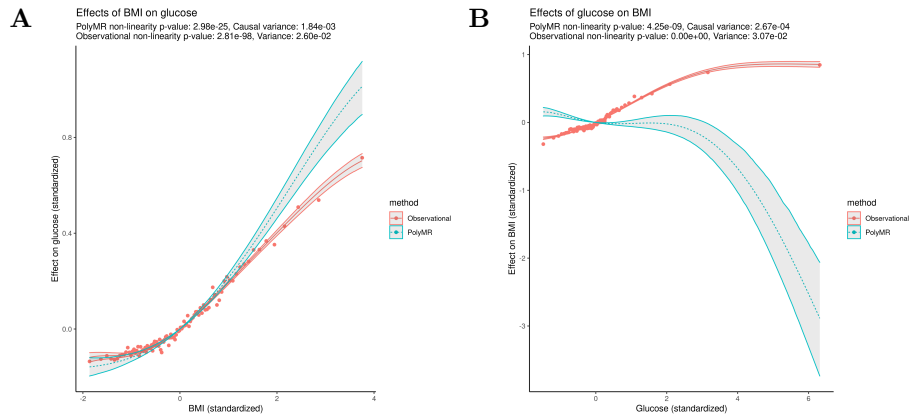 A
Effects of BMI on glucose
PolyMR non-linearity p-value: 2.98e-25, Causal variance: 1.84e-03
Observational non-linearity p-value: 2.81e-98, Variance: 2.60e-02
Effect on glucose (standardized)
0.8
0.4
0.0
-2
0
2
4
BMI (standardized)
method
Observational
PolyMR
B
Effects of glucose on BMI
PolyMR non-linearity p-value: 4.25e-09, Causal variance: 2.67e-04
Observational non-linearity p-value: 0.00e+00, Variance: 3.07e-02
Effect on BMI (standardized)
1
0
-1
-2
-3
0
2
4
6
Glucose (standardized)
method
Observational
PolyMR